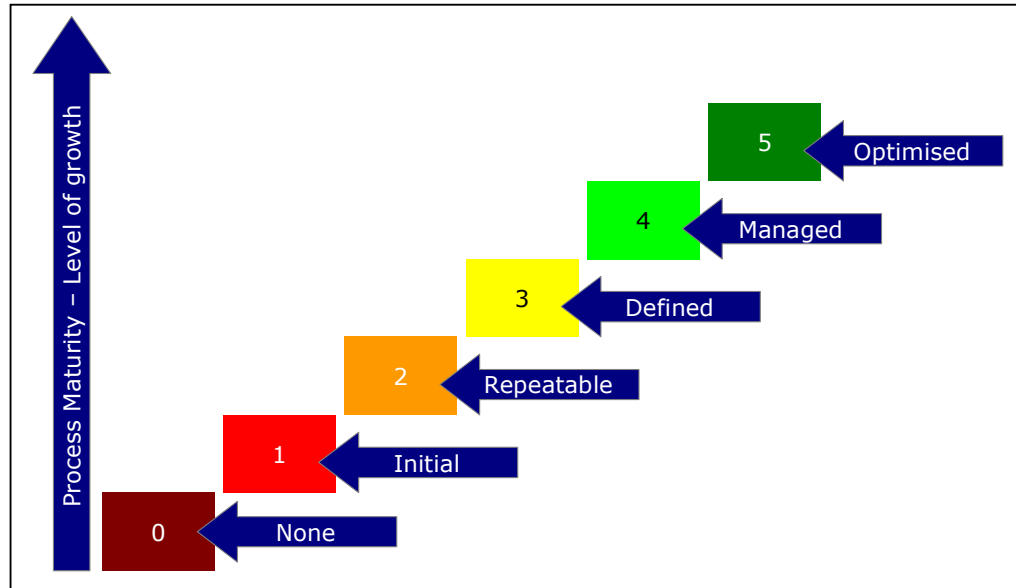 Process Maturity – Level of growth
5
Optimised
4
Managed
3
Defined
2
Repeatable
1
Initial
0
None